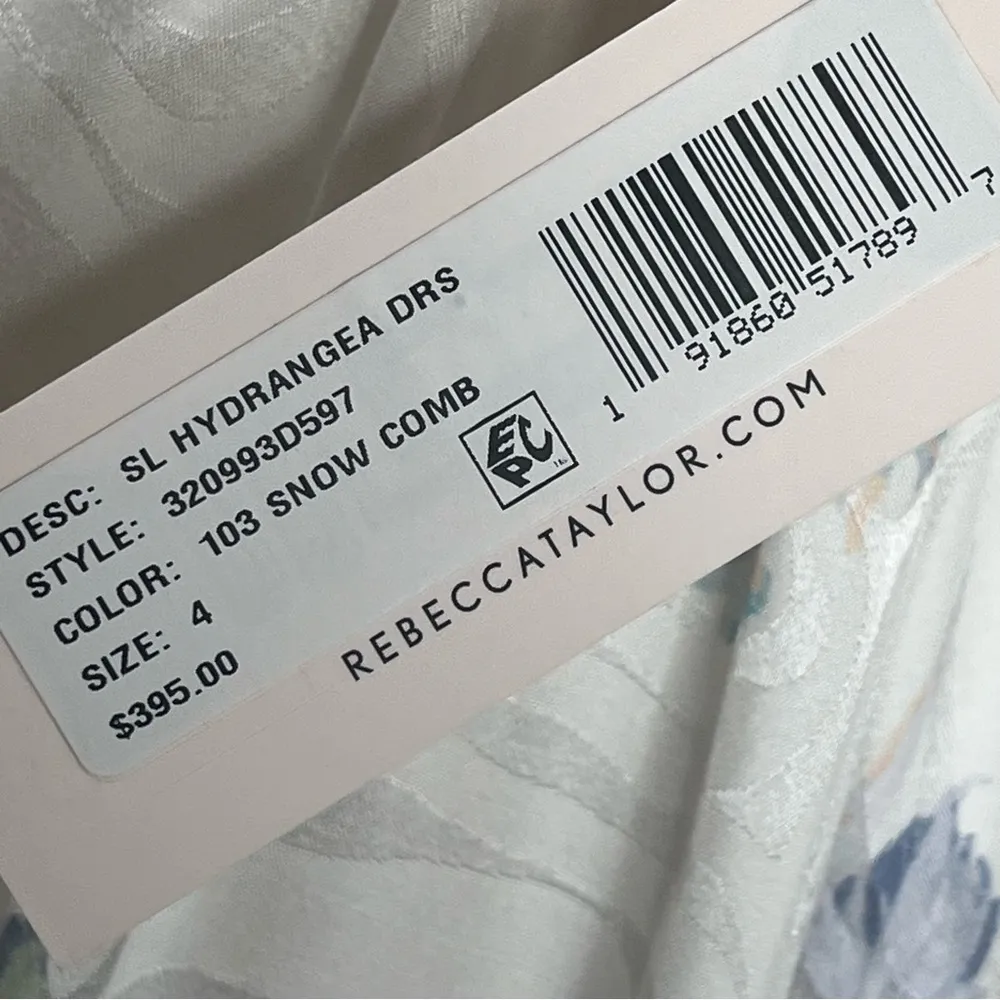 DESC: SL HYDRANGEA DRS
STYLE: 320993D597
COLOR: 103 SNOW COMB
SIZE: 4
$395.00
EPC
1 91860 51789 7
REBECCATAYLOR.COM